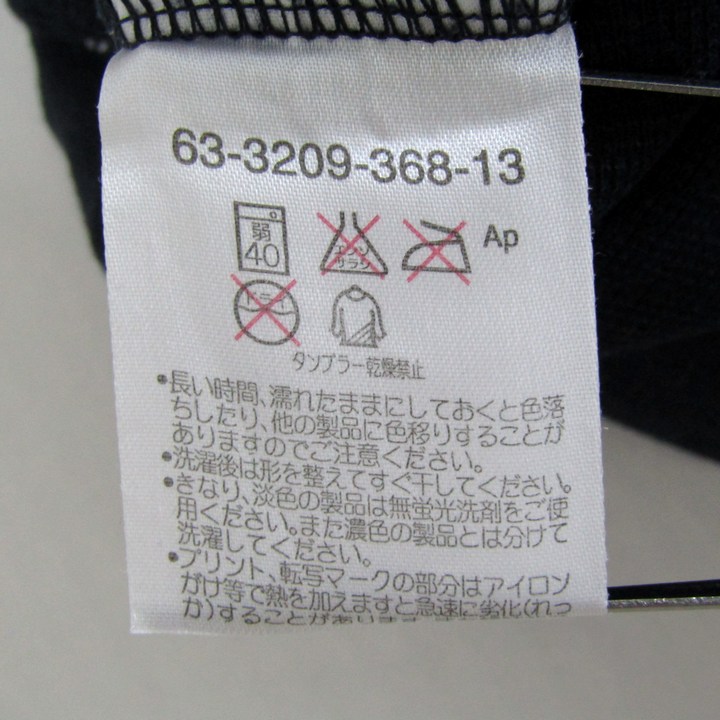 63-3209-368-13
弱
40
エンソ
サラシ
Ap
ドライ
タンブラー乾燥禁止
•長い時間、濡れたままにしておくと色落
ちしたり、他の製品に色移りすることが
ありますのでご注意ください。
•洗濯後は形を整えてすぐ干してください。
•きなり、淡色の製品は無蛍光洗剤をご使
用ください。また濃色の製品とは分けて
洗濯してください。
•プリント、転写マークの部分はアイロン
がけ等で熱を加えますと急速に劣化(れっ
か)することがあります